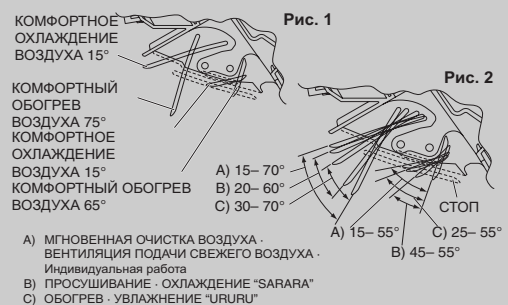 КОМФОРТНОЕ
ОХЛАЖДЕНИЕ
ВОЗДУХА 15°
Рис. 1
КОМФОРТНЫЙ
ОБОГРЕВ
ВОЗДУХА 75°
КОМФОРТНОЕ
ОХЛАЖДЕНИЕ
ВОЗДУХА 15°
КОМФОРТНЫЙ ОБОГРЕВ
ВОЗДУХА 65°
Рис. 2
A) 15– 70°
B) 20– 60°
C) 30– 70°
СТОП
A) 15– 55°
C) 25– 55°
B) 45– 55°
A) МГНОВЕННАЯ ОЧИСТКА ВОЗДУХА ·
ВЕНТИЛЯЦИЯ ПОДАЧИ СВЕЖЕГО ВОЗДУХА ·
Индивидуальная работа
B) ПРОСУШИВАНИЕ · ОХЛАЖДЕНИЕ “SARARA”
C) ОБОГРЕВ · УВЛАЖНЕНИЕ “URURU”